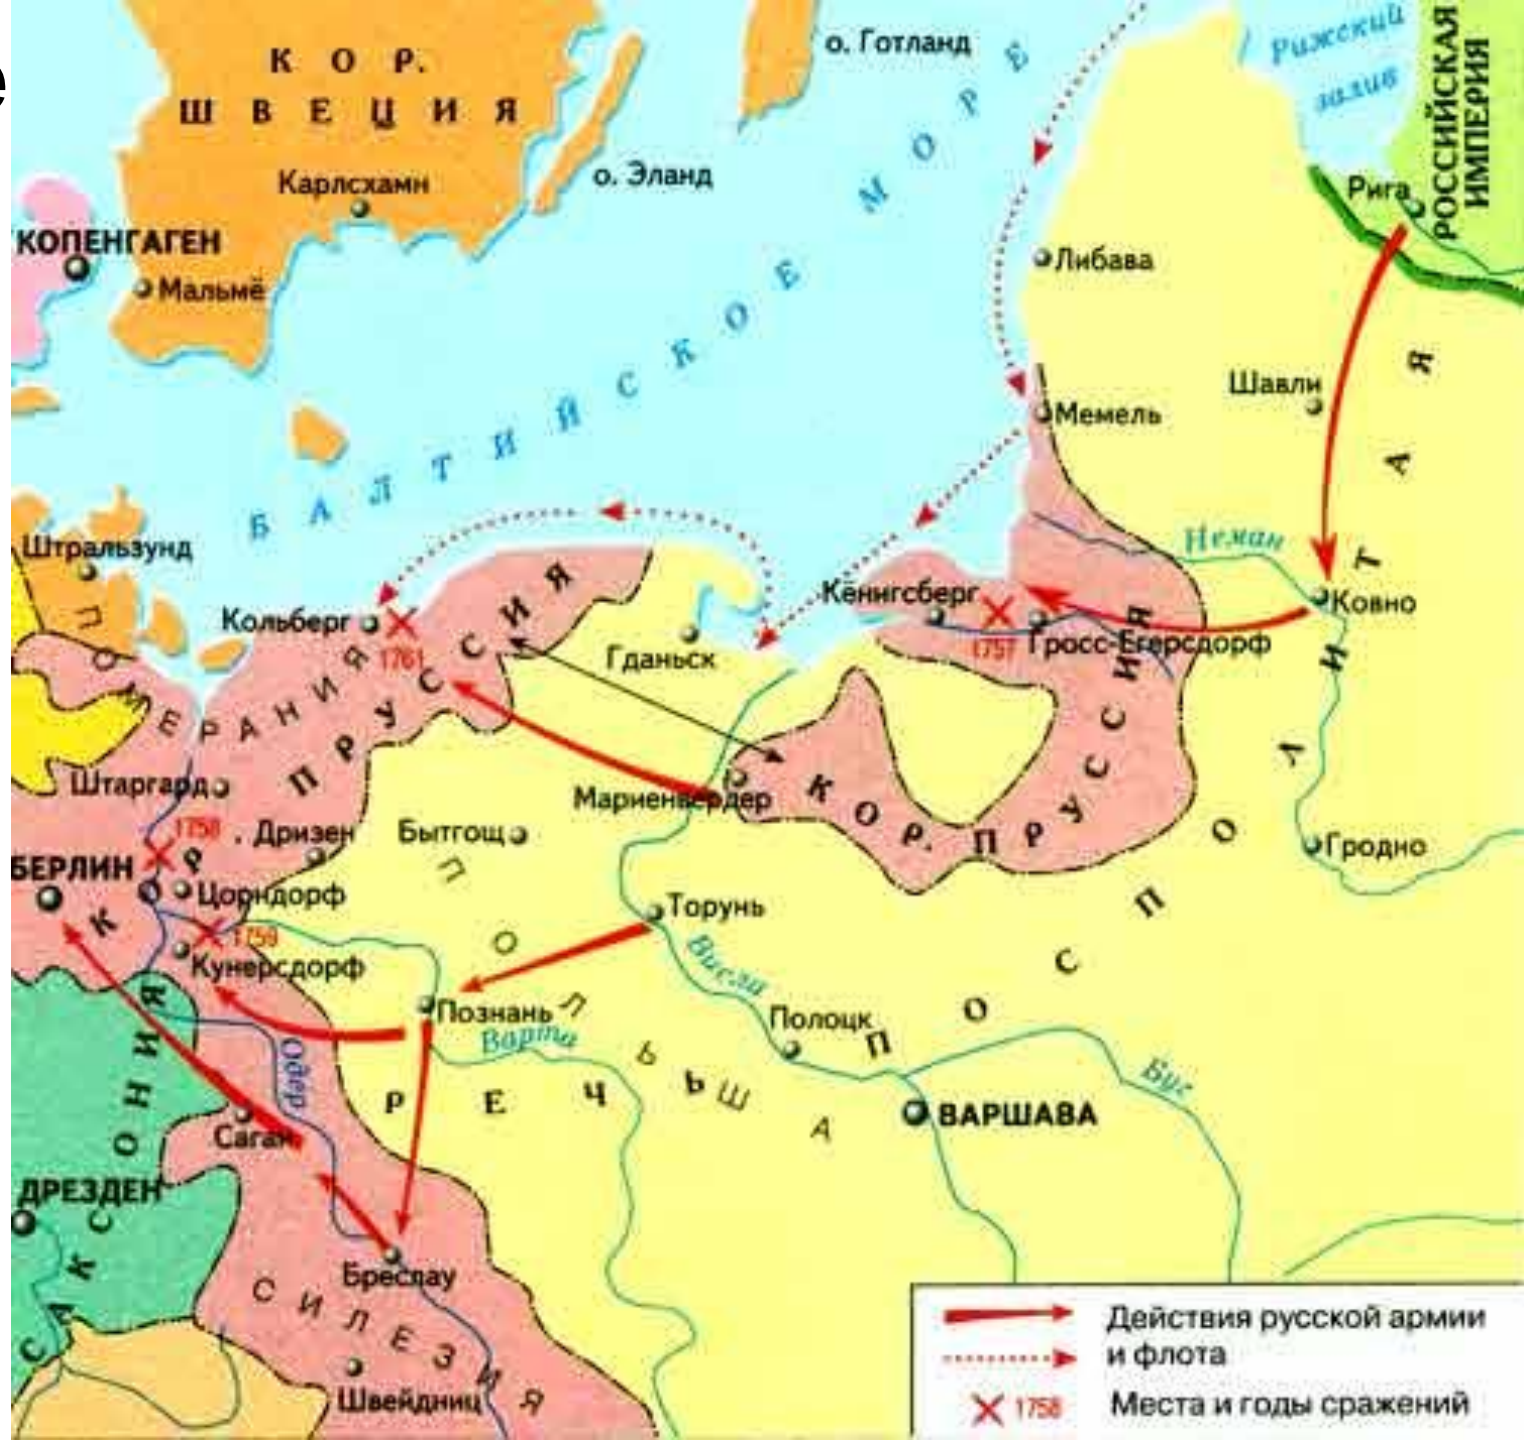 е
КОР.
ШВЕЦИЯ
о. Готланд
Рижский
залив
РОССИЙСКАЯ
ИМПЕРИЯ
Карлсхамн
о. Эланд
Рига
КОПЕНГАГЕН
Мальмё
Либава
БАЛТИЙСКОЕ МОРЕ
Шавли
Мемель
Штральзунд
Неман
Кольберг
1761
Кёнигсберг
1757
Гросс-Егерсдорф
Ковно
ЛИТАЯ
Гданьск
ПОМЕРАНИЯ
КОР. ПРУССИЯ
Штаргард
Мариенвердер
КОР. ПРУССИЯ
1758
. Дризен
Бытгощ
Гродно
БЕРЛИН
Цорндорф
Торунь
1759
Кунерсдорф
Висла
Познань
Варта
Полоцк
ПОЛЬША
РЕЧЬ ПОСПОЛИТАЯ
Одер
Буг
ВАРШАВА
Саган
ДРЕЗДЕН
САКСОНИЯ
Бреслау
СИЛЕЗИЯ
Швейдниц
Действия русской армии
и флота
1758 Места и годы сражений